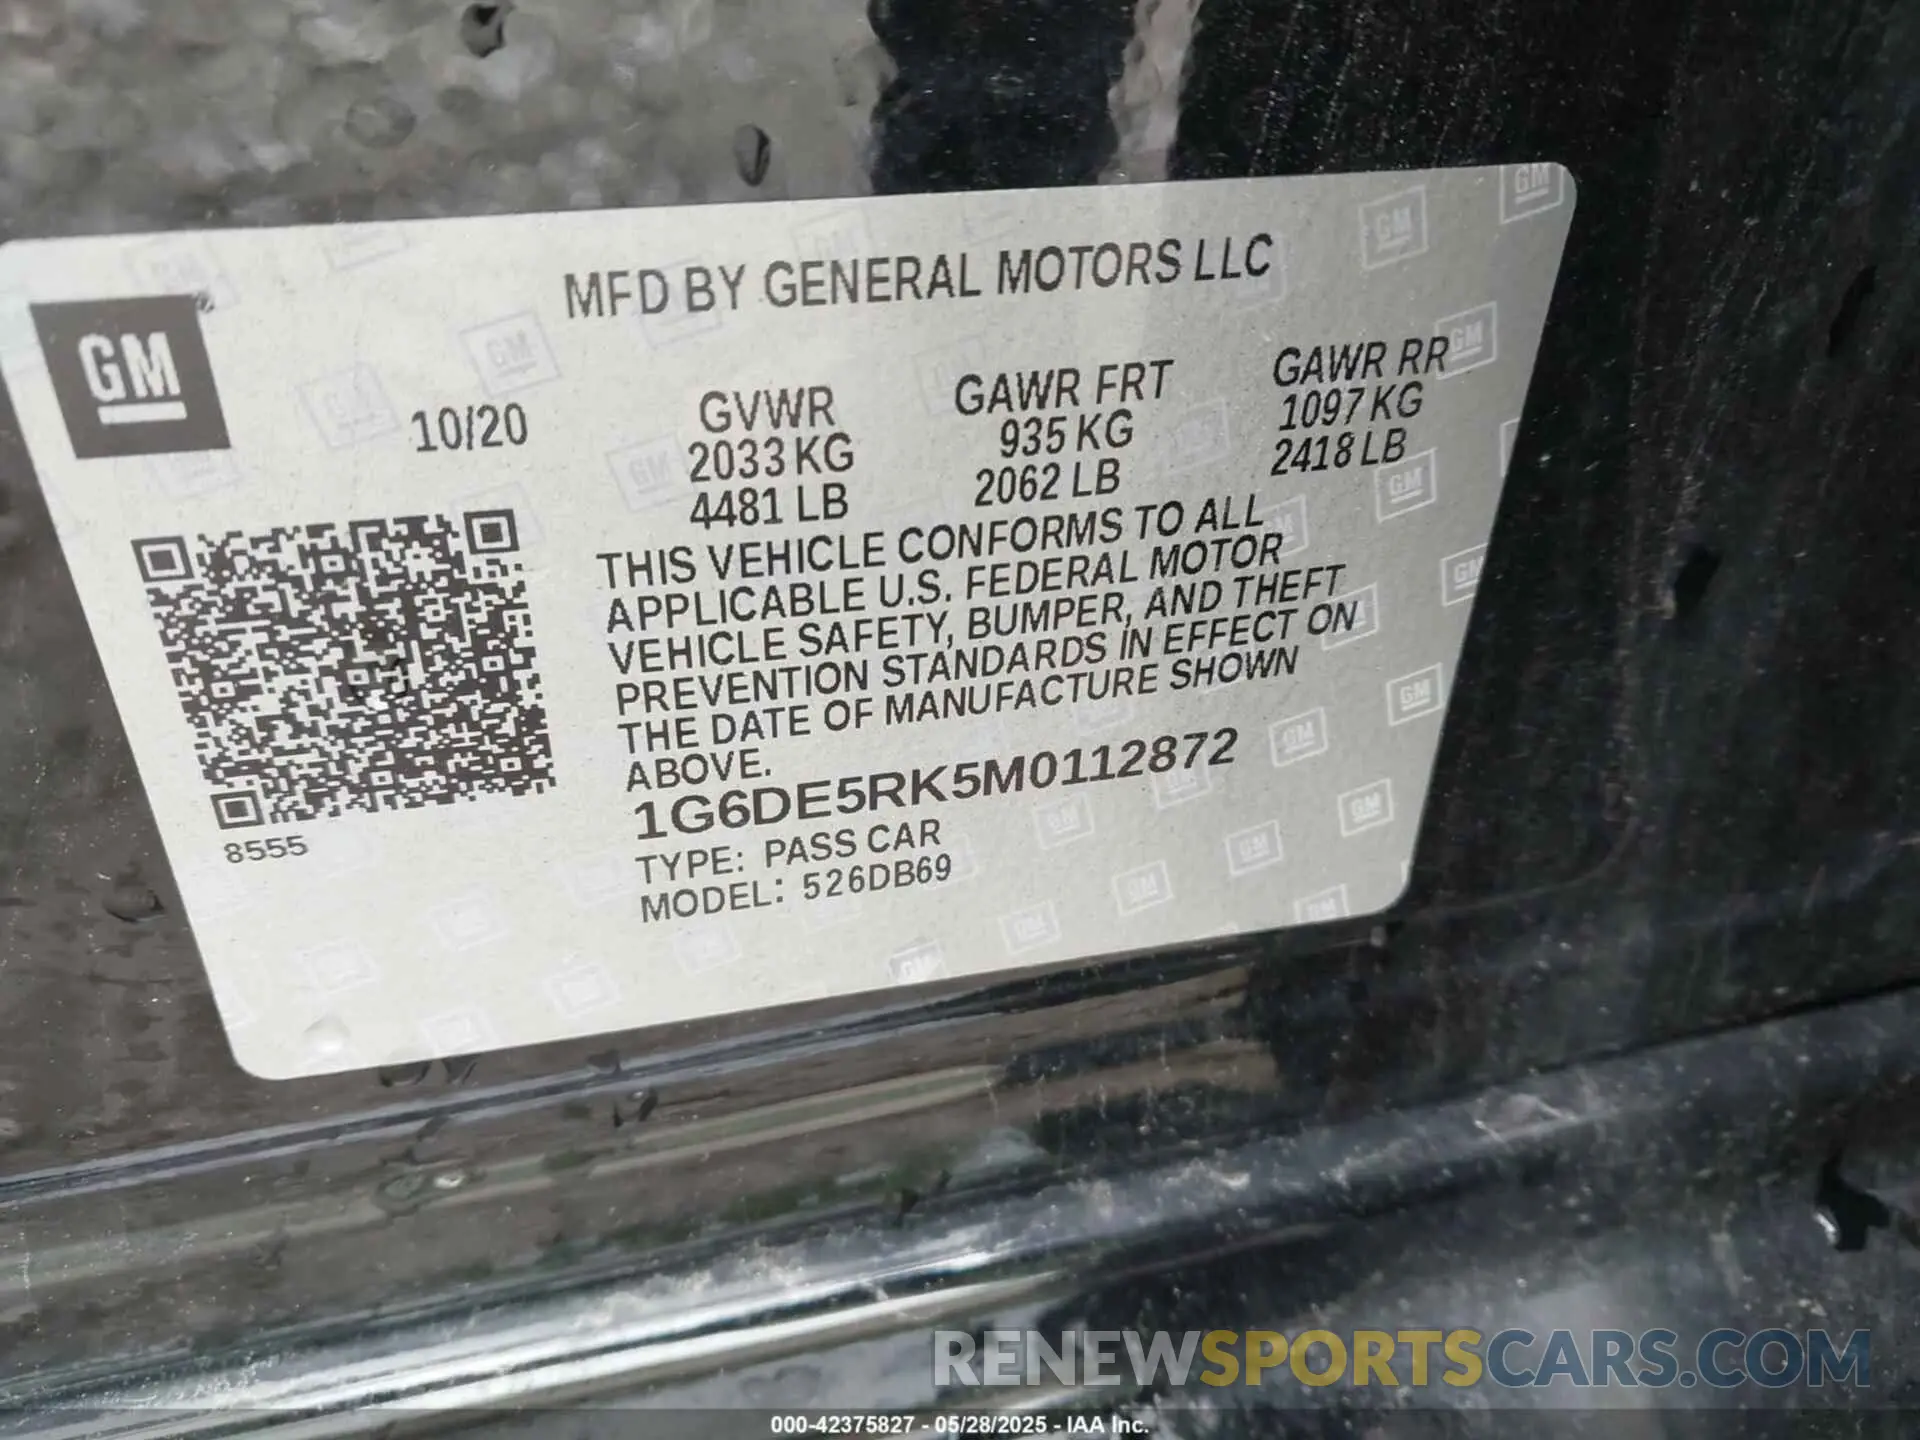 MFD BY GENERAL MOTORS LLC
GM®
10/20
GVWR
2033 KG
4481 LB
GAWR FRT
935 KG
2062 LB
GAWR RR
1097 KG
2418 LB
THIS VEHICLE CONFORMS TO ALL
APPLICABLE U.S. FEDERAL MOTOR
VEHICLE SAFETY, BUMPER, AND THEFT
PREVENTION STANDARDS IN EFFECT ON
THE DATE OF MANUFACTURE SHOWN
ABOVE.
1G6DE5RK5M0112872
TYPE: PASS CAR
MODEL: 526DB69
8555
RENEWSPORTSCARS.COM
000-42375827 - 05/28/2025 - IAA Inc.